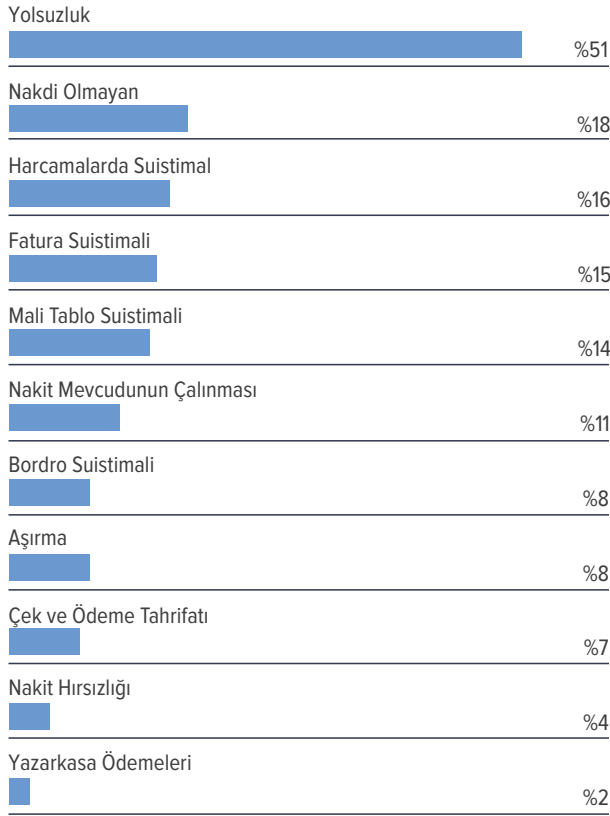 Yolsuzluk
%51
Nakdi Olmayan
%18
Harcamalarda Suistimal
%16
Fatura Suistimali
%15
Mali Tablo Suistimali
%14
Nakit Mevcudunun Çalınması
%11
Bordro Suistimali
%8
Aşırma
%8
Çek ve Ödeme Tahrifatı
%7
Nakit Hırsızlığı
%4
Yazarkasa Ödemeleri
%2